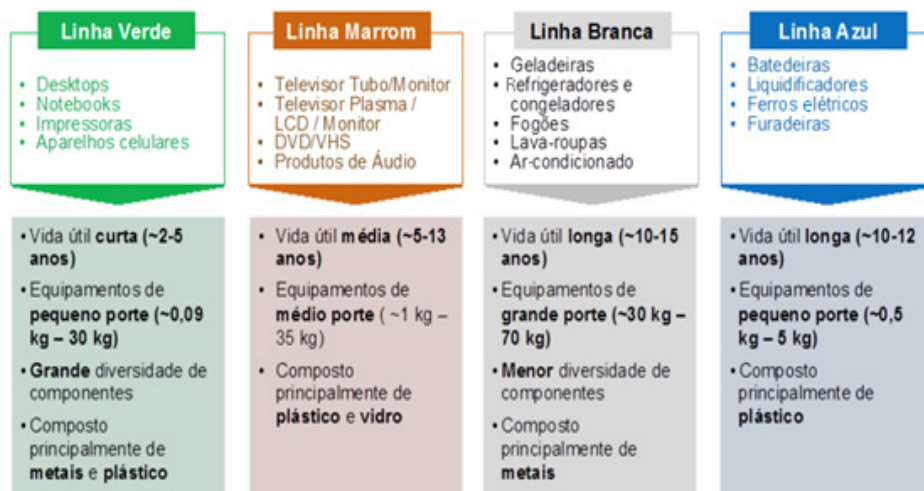 Linha Verde
• Desktops
• Notebooks
• Impressoras
• Aparelhos celulares
• Vida útil curta (~2-5
anos)
• Equipamentos de
pequeno porte (~0,09
kg – 30 kg)
• Grande diversidade de
componentes
• Composto
principalmente de
metais e plástico
Linha Marrom
• Televisor Tubo/Monitor
• Televisor Plasma /
LCD / Monitor
• DVD/VHS
• Produtos de Áudio
• Vida útil média (~5-13
anos)
• Equipamentos de
médio porte ( ~1 kg –
35 kg)
• Composto
principalmente de
plástico e vidro
Linha Branca
• Geladeiras
• Refrigeradores e
congeladores
• Fogões
• Lava-roupas
• Ar-condicionado
• Vida útil longa (~10-15
anos)
• Equipamentos de
grande porte (~30 kg –
70 kg)
• Menor diversidade de
componentes
• Composto
principalmente de
metais
Linha Azul
• Batedeiras
• Liquidificadores
• Ferros elétricos
• Furadeiras
• Vida útil longa (~10-12
anos)
• Equipamentos de
pequeno porte (~0,5
kg – 5 kg)
• Composto
principalmente de
plástico